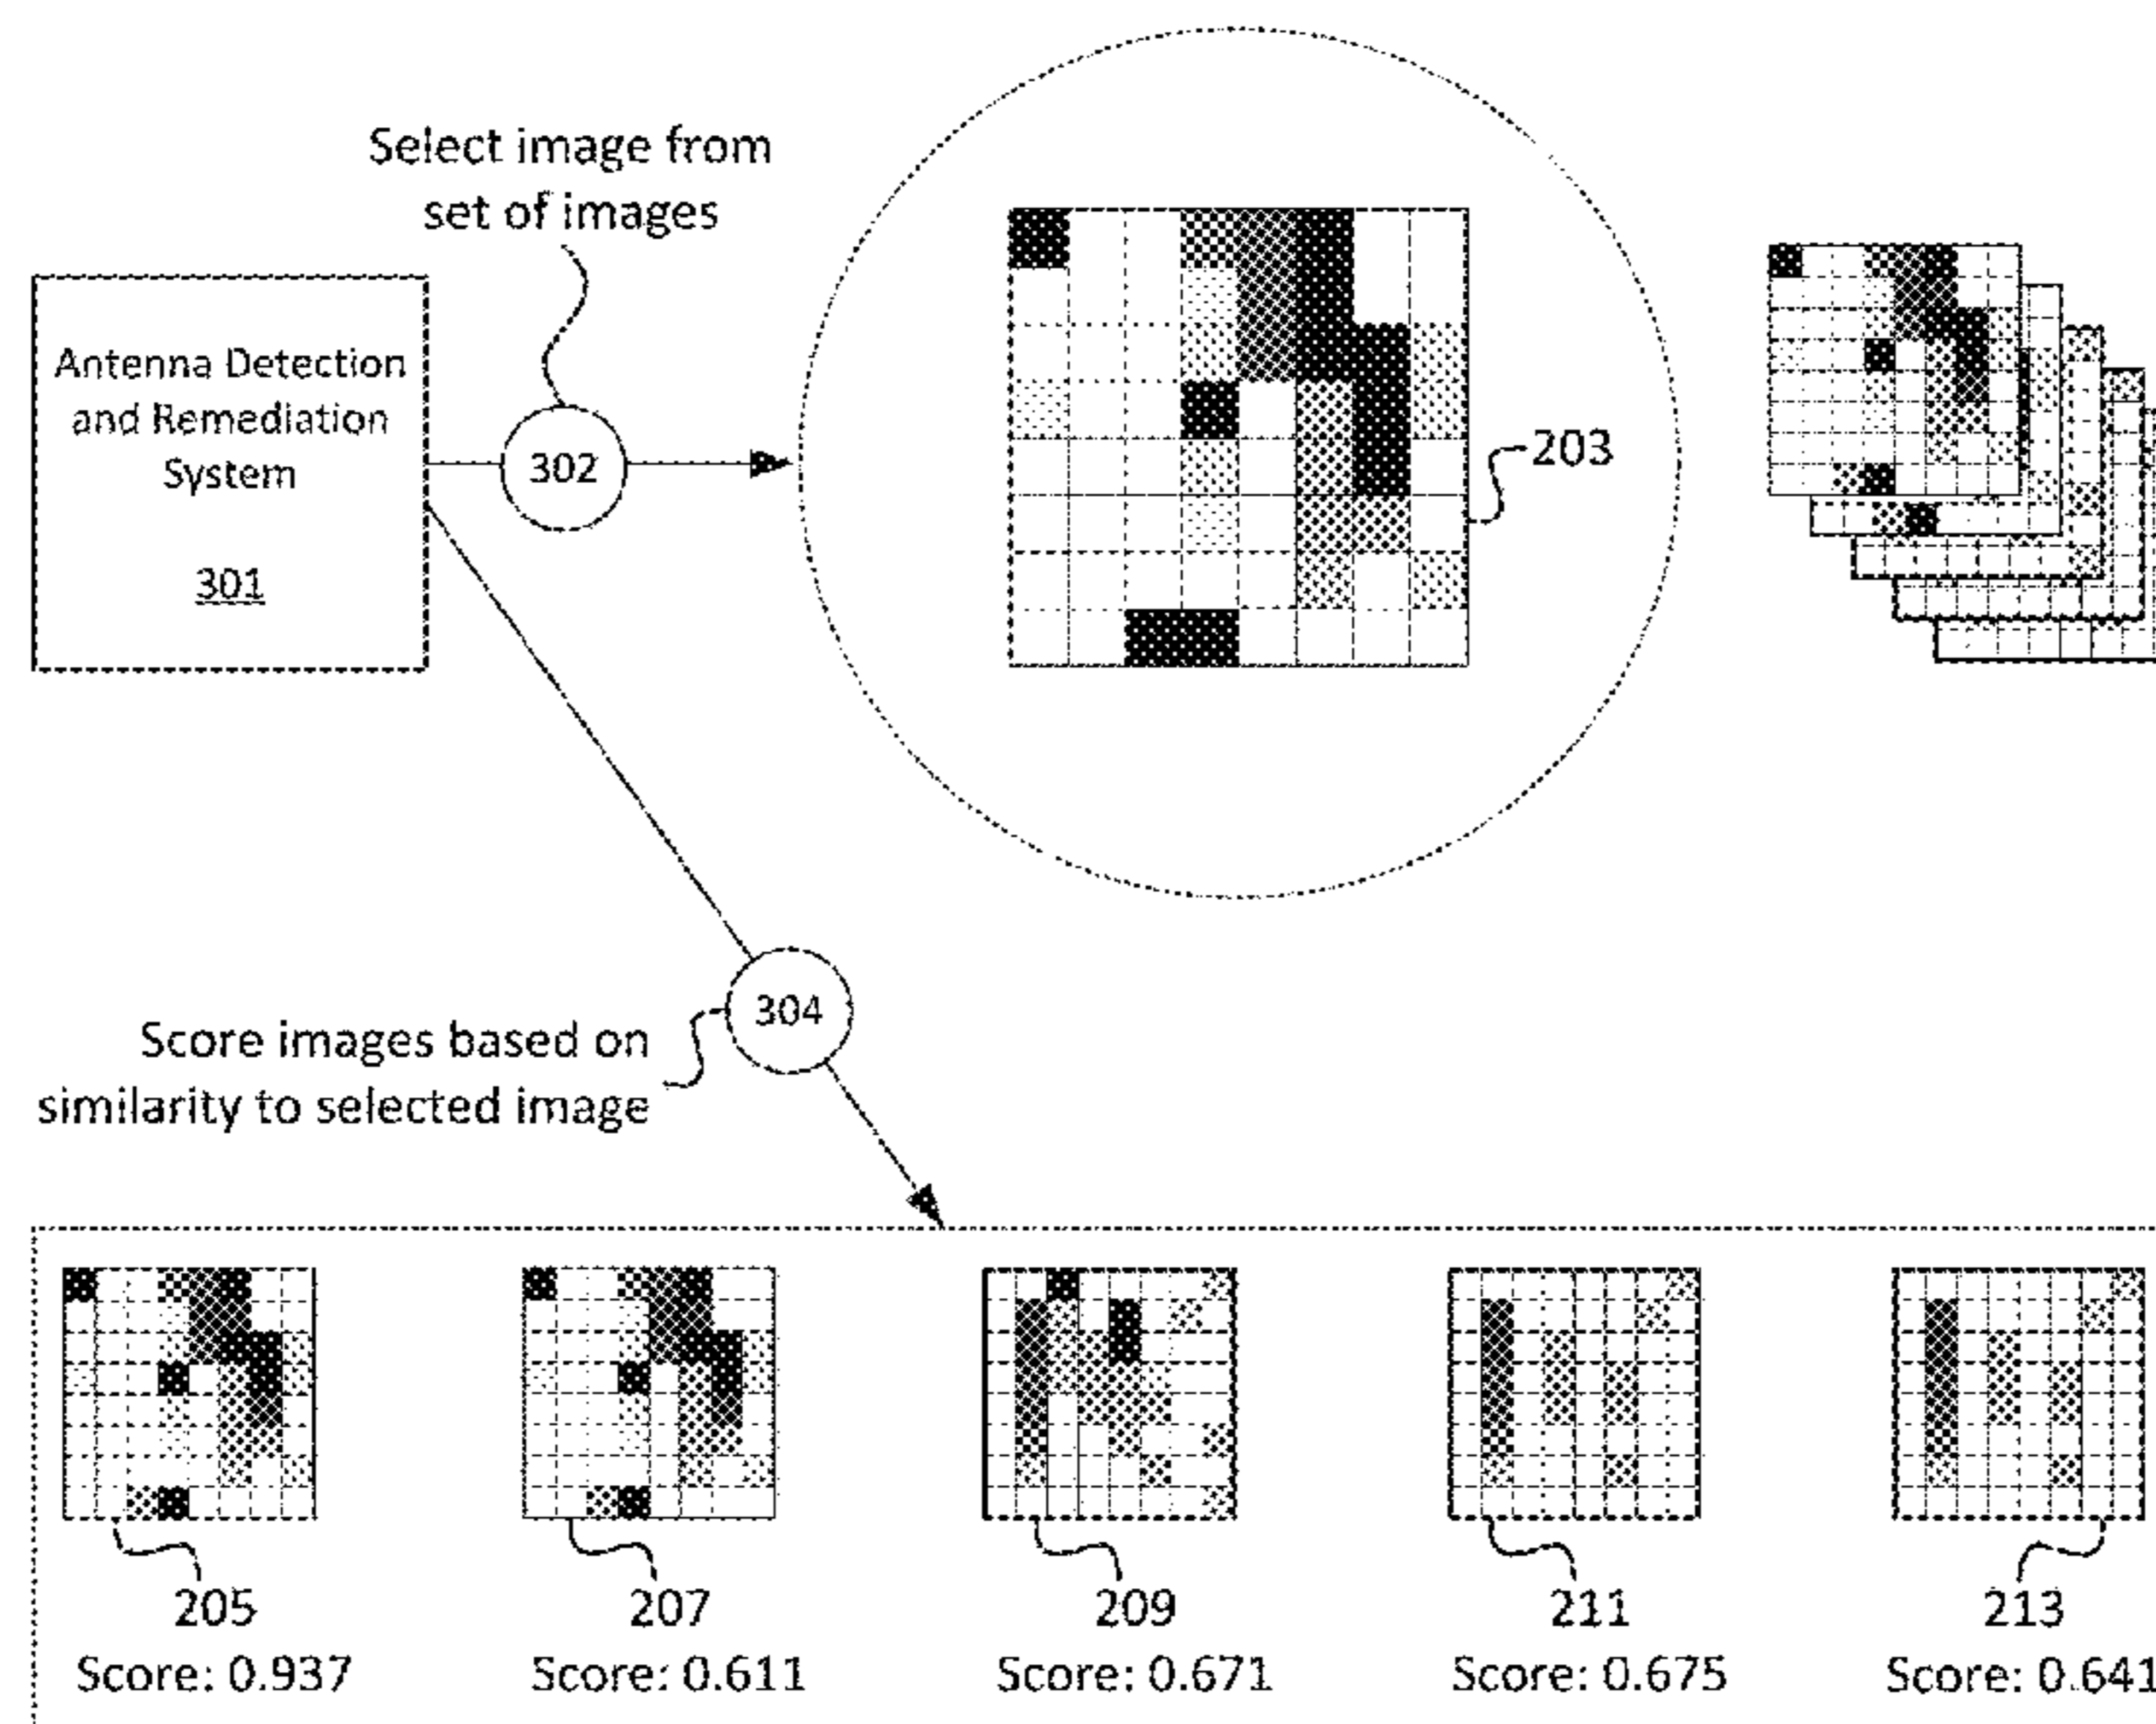 Select image from
set of images
Antenna Detection
and Remediation
System
301
302
203
304
Score images based on
similarity to selected image
205
207
209
211
213
Score: 0.937
Score: 0.611
Score: 0.671
Score: 0.675
Score: 0.641